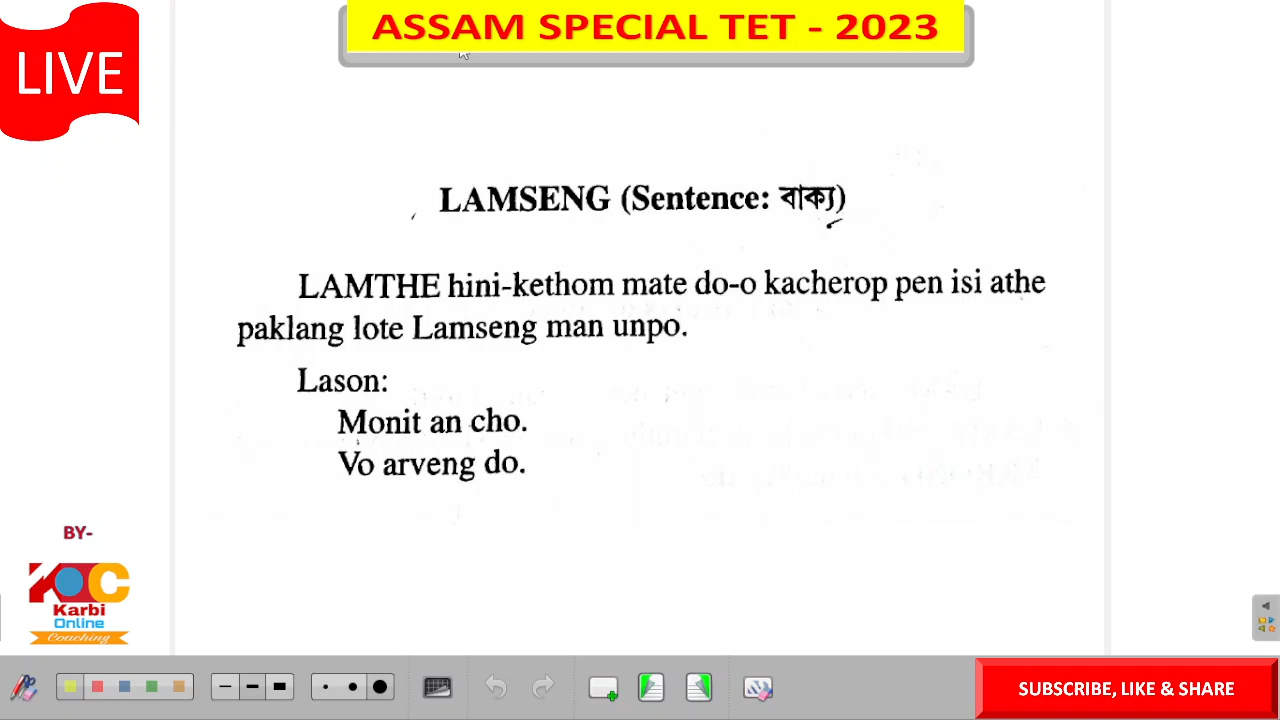 ASSAM SPECIAL TET - 2023
LIVE
LAMSENG (Sentence: বাক্য)
LAMTHE hini-kethom mate do-o kacherop pen isi athe
paklang lote Lamseng man unpo.
Lason:
Monit an cho.
Vo arveng do.
BY-
KOC
Karbi
Online
Coaching
SUBSCRIBE, LIKE & SHARE